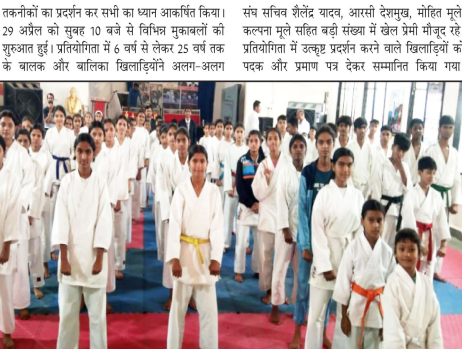 तकनीकों का प्रदर्शन कर सभी का ध्यान आकर्षित किया।
29 अप्रैल को सुबह 10 बजे से विभिन्न मुकाबलों की
शुरुआत हुई। प्रतियोगिता में 6 वर्ष से लेकर 25 वर्ष तक
के बालक और बालिका खिलाड़ियोंने अलग-अलग
संघ सचिव शैलेंद्र यादव, आरसी देशमुख, मोहित मूले
कल्पना मूले सहित बड़ी संख्या में खेल प्रेमी मौजूद रहे
प्रतियोगिता में उत्कृष्ट प्रदर्शन करने वाले खिलाड़ियों को
पदक और प्रमाण पत्र देकर सम्मानित किया गया